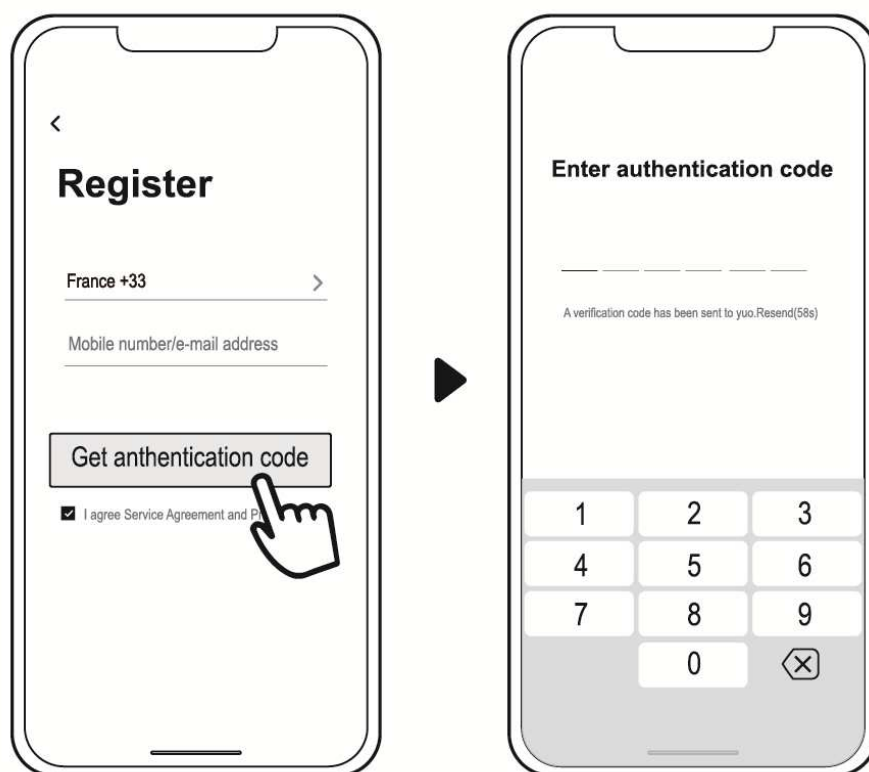 Register
France +33
Mobile number/e-mail address
Get anthentication code
I agree Service Agreement and
Enter authentication code
A verification code has been sent to yuo.Resend(58s)
1 2 3
4 5 6
7 8 9
0